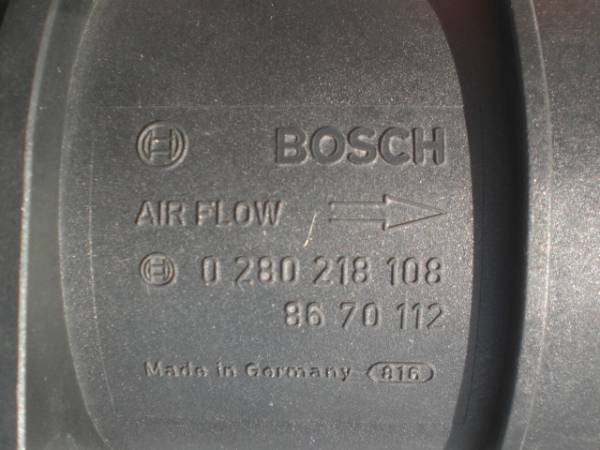 BOSCH
AIR FLOW
0 280 218 108
86 70 112
Made in Germany 816